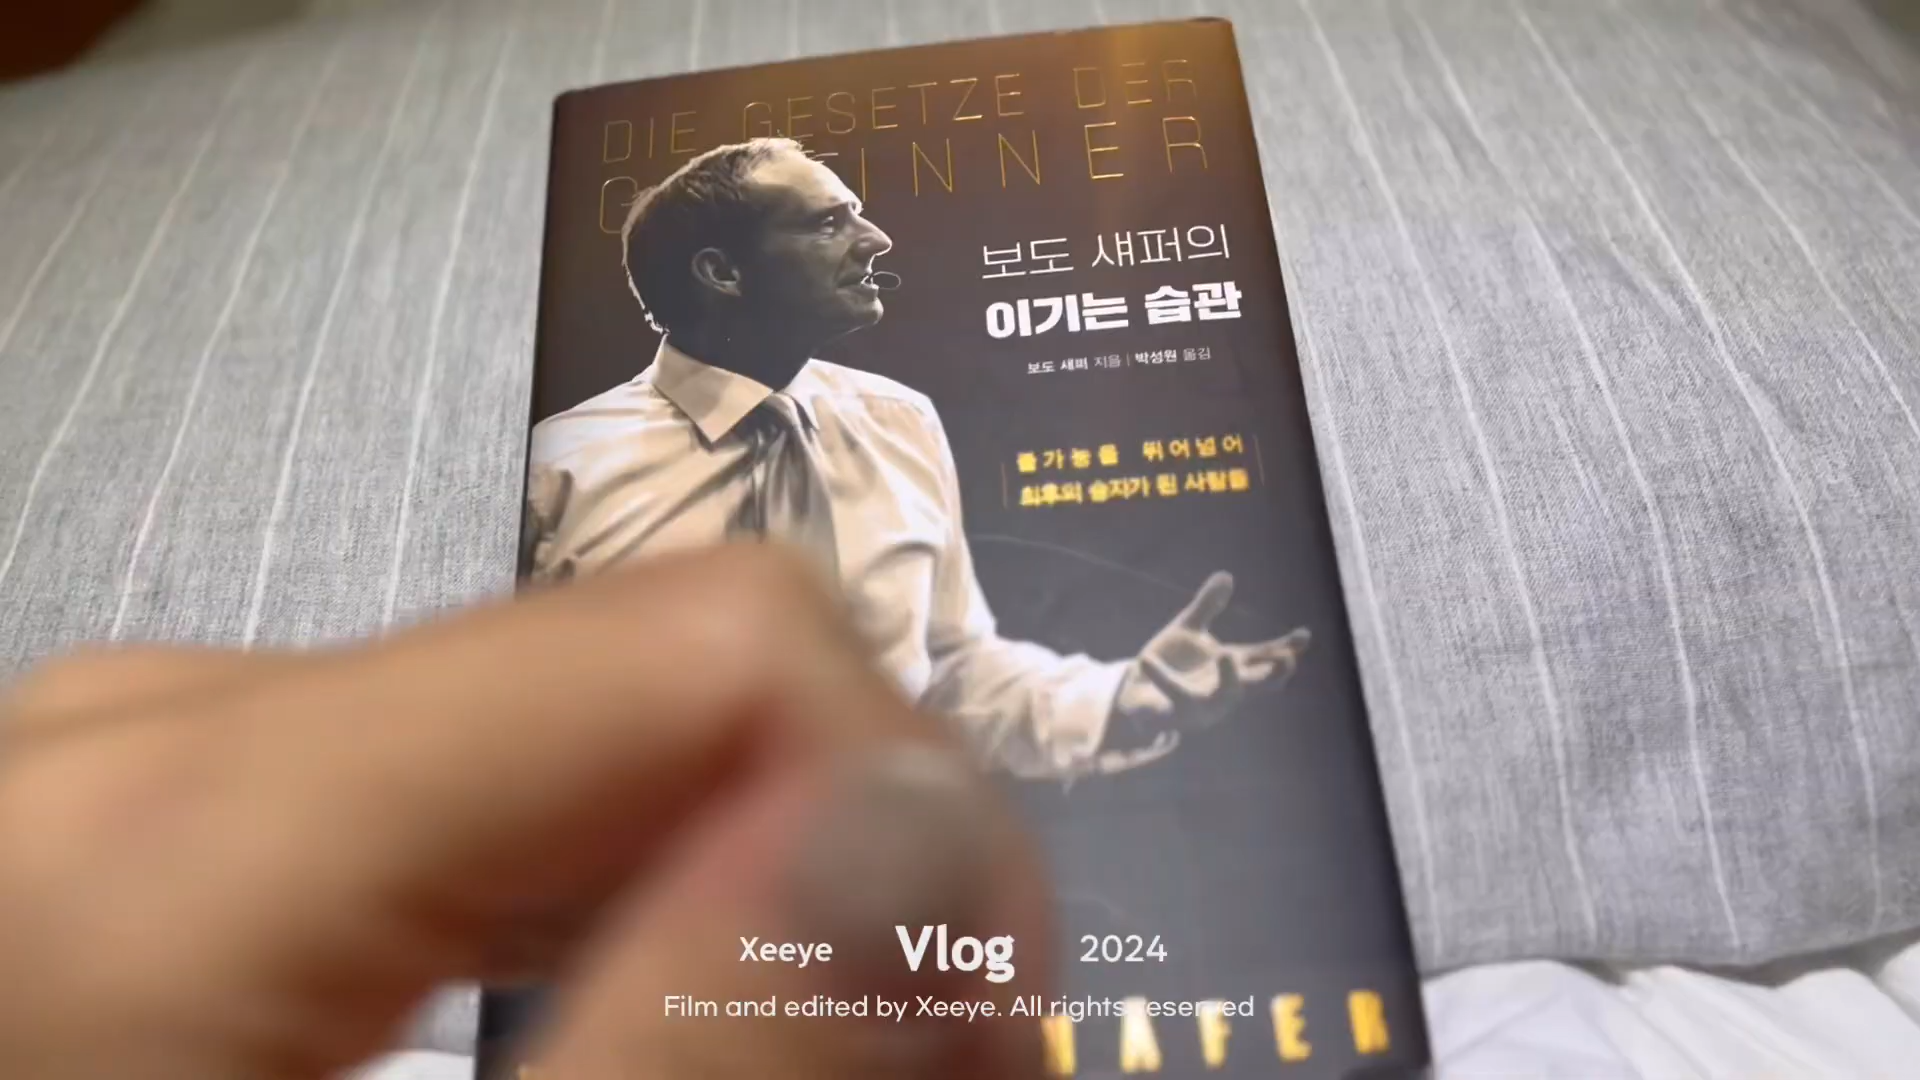 DIE GESETZE DER
G INNER
보도 섀퍼의
이기는 습관
보도 섀퍼 지음 | 박성원 옮김
불가능을 뛰어넘어
최후의 승자가 된 사람들
Xeeye Vlog 2024
Film and edited by Xeeye. All rights reserved
ÄFER